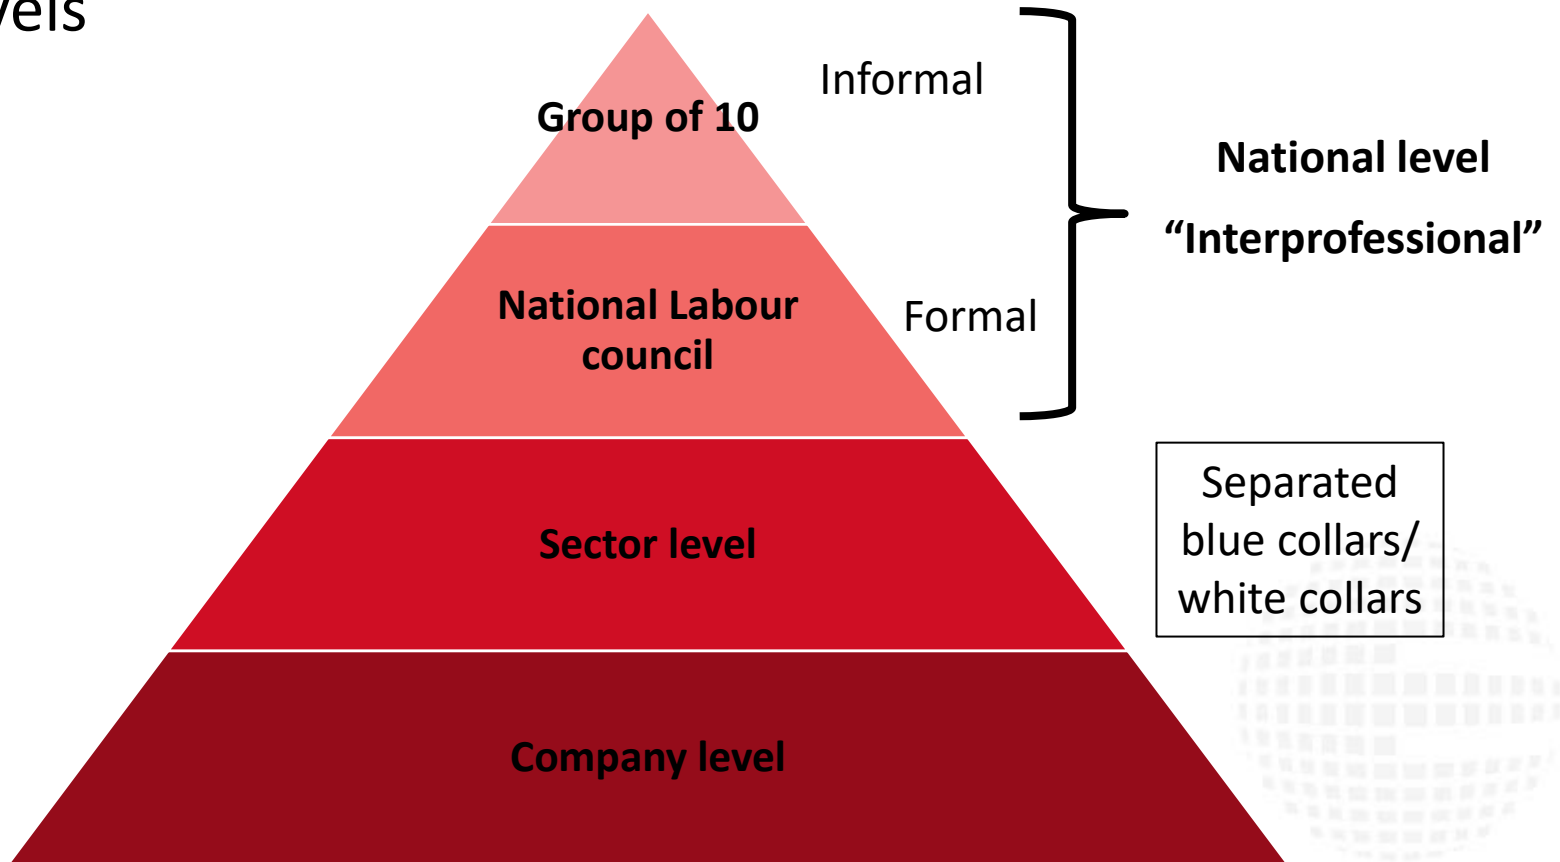 Informal
Group of 10
National level
"Interprofessional"
National Labour
council
Formal
Separated
blue collars/
white collars
Sector level
Company level